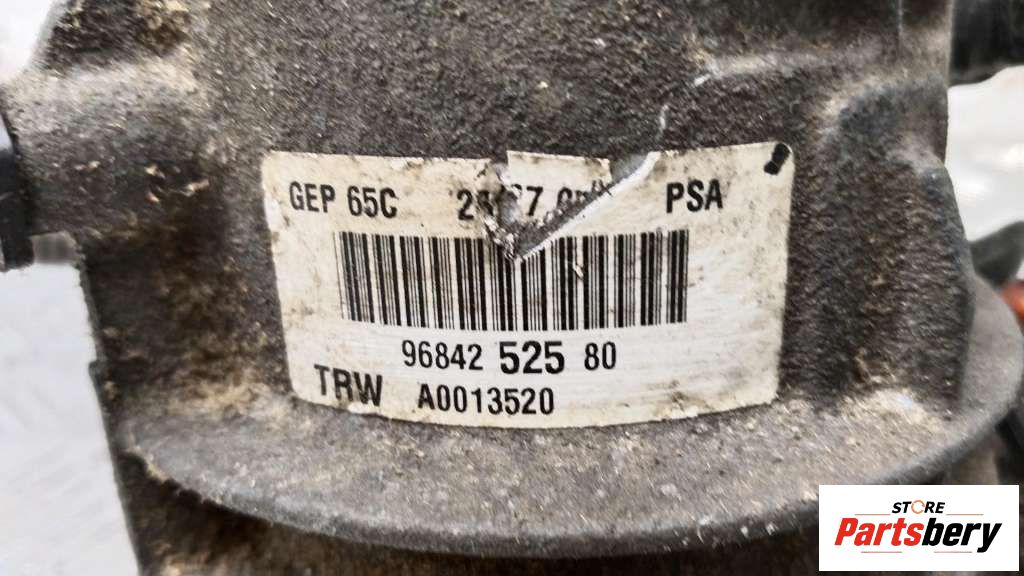 GEP 65C PSA
96842 525 80
TRW A0013520
STORE
Partsbery